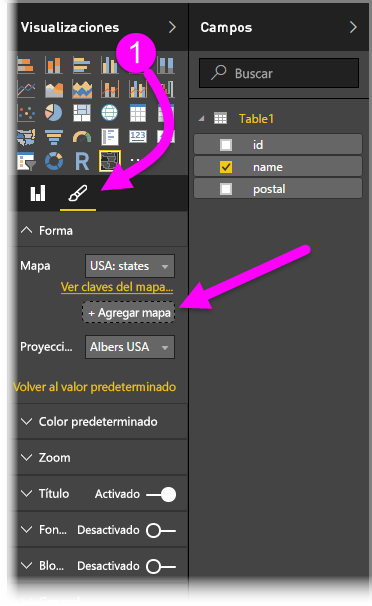 Visualizaciones
1
R
123
Forma
Mapa
USA: states
Ver claves del mapa...
+ Agregar mapa
Proyecci...
Albers USA
Volver al valor predeterminado
Color predeterminado
Zoom
Título
Activado
Fon...
Desactivado
Blo...
Desactivado
Campos
Buscar
Table1
id
name
postal